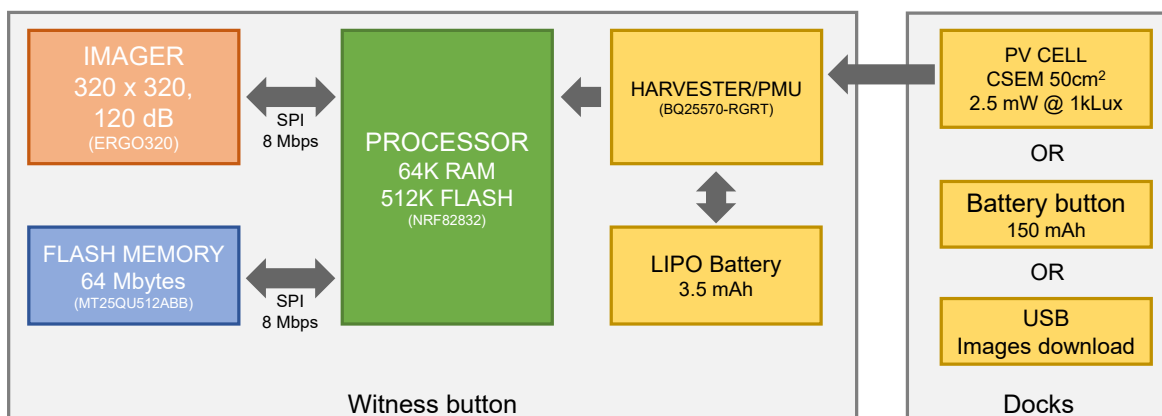 IMAGER
320 x 320,
120 dB
(ERGO320)
SPI
8 Mbps
FLASH MEMORY
64 Mbytes
(MT25QU512ABB)
SPI
8 Mbps
PROCESSOR
64K RAM
512K FLASH
(NRF82832)
HARVESTER/PMU
(BQ25570-RGRT)
LIPO Battery
3.5 mAh
Witness button
PV CELL
CSEM 50cm²
2.5 mW @ 1kLux
OR
Battery button
150 mAh
OR
USB
Images download
Docks